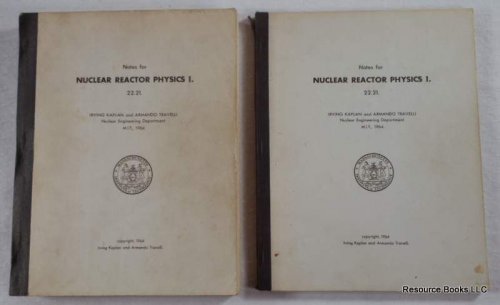 Notes for
NUCLEAR REACTOR PHYSICS I.
22.21.
IRVING KAPLAN and ARMANDO TRAVELLI
Nuclear Engineering Department
M.I.T., 1964
copyright, 1964
Irving Kaplan and Armando Travelli.
Notes for
NUCLEAR REACTOR PHYSICS I.
22.21.
IRVING KAPLAN and ARMANDO TRAVELLI
Nuclear Engineering Department
M.I.T., 1964
copyright, 1964
Irving Kaplan and Armando Travelli.
Resource Books LLC